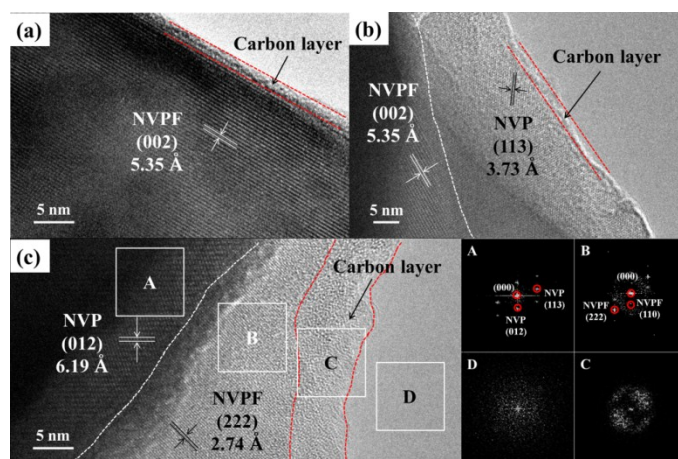 (a)
Carbon layer
NVPF
(002)
5.35 Å
5 nm
(b)
Carbon layer
NVPF
(002)
5.35 Å
NVP
(113)
3.73 Å
5 nm
(c)
Carbon layer
A
NVP
(012)
6.19 Å
B
C
D
NVPF
(222)
2.74 Å
5 nm
A
(000)
NVP
(113)
NVP
(012)
B
(000)
NVPF
(222)
NVPF
(110)
D
C